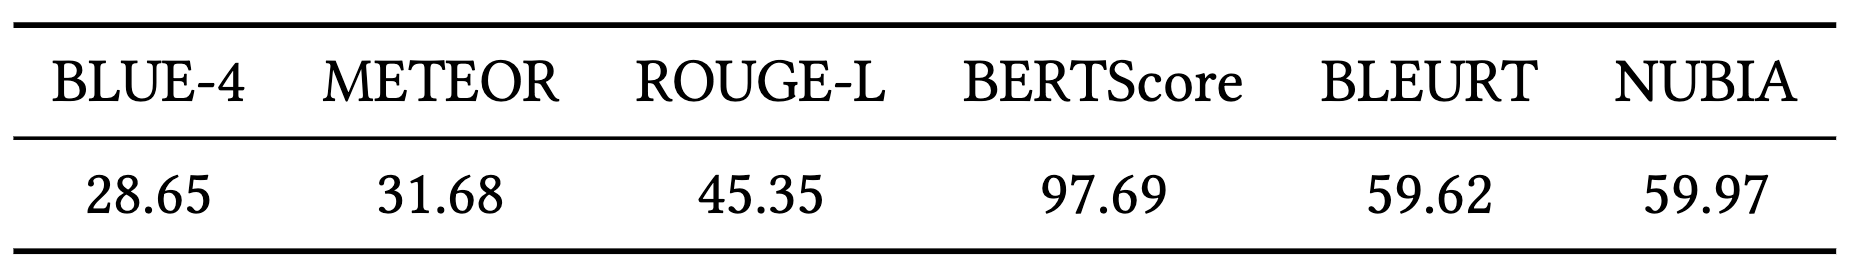 BLUE-4 METEOR ROUGE-L BERTScore BLEURT NUBIA
28.65 31.68 45.35 97.69 59.62 59.97